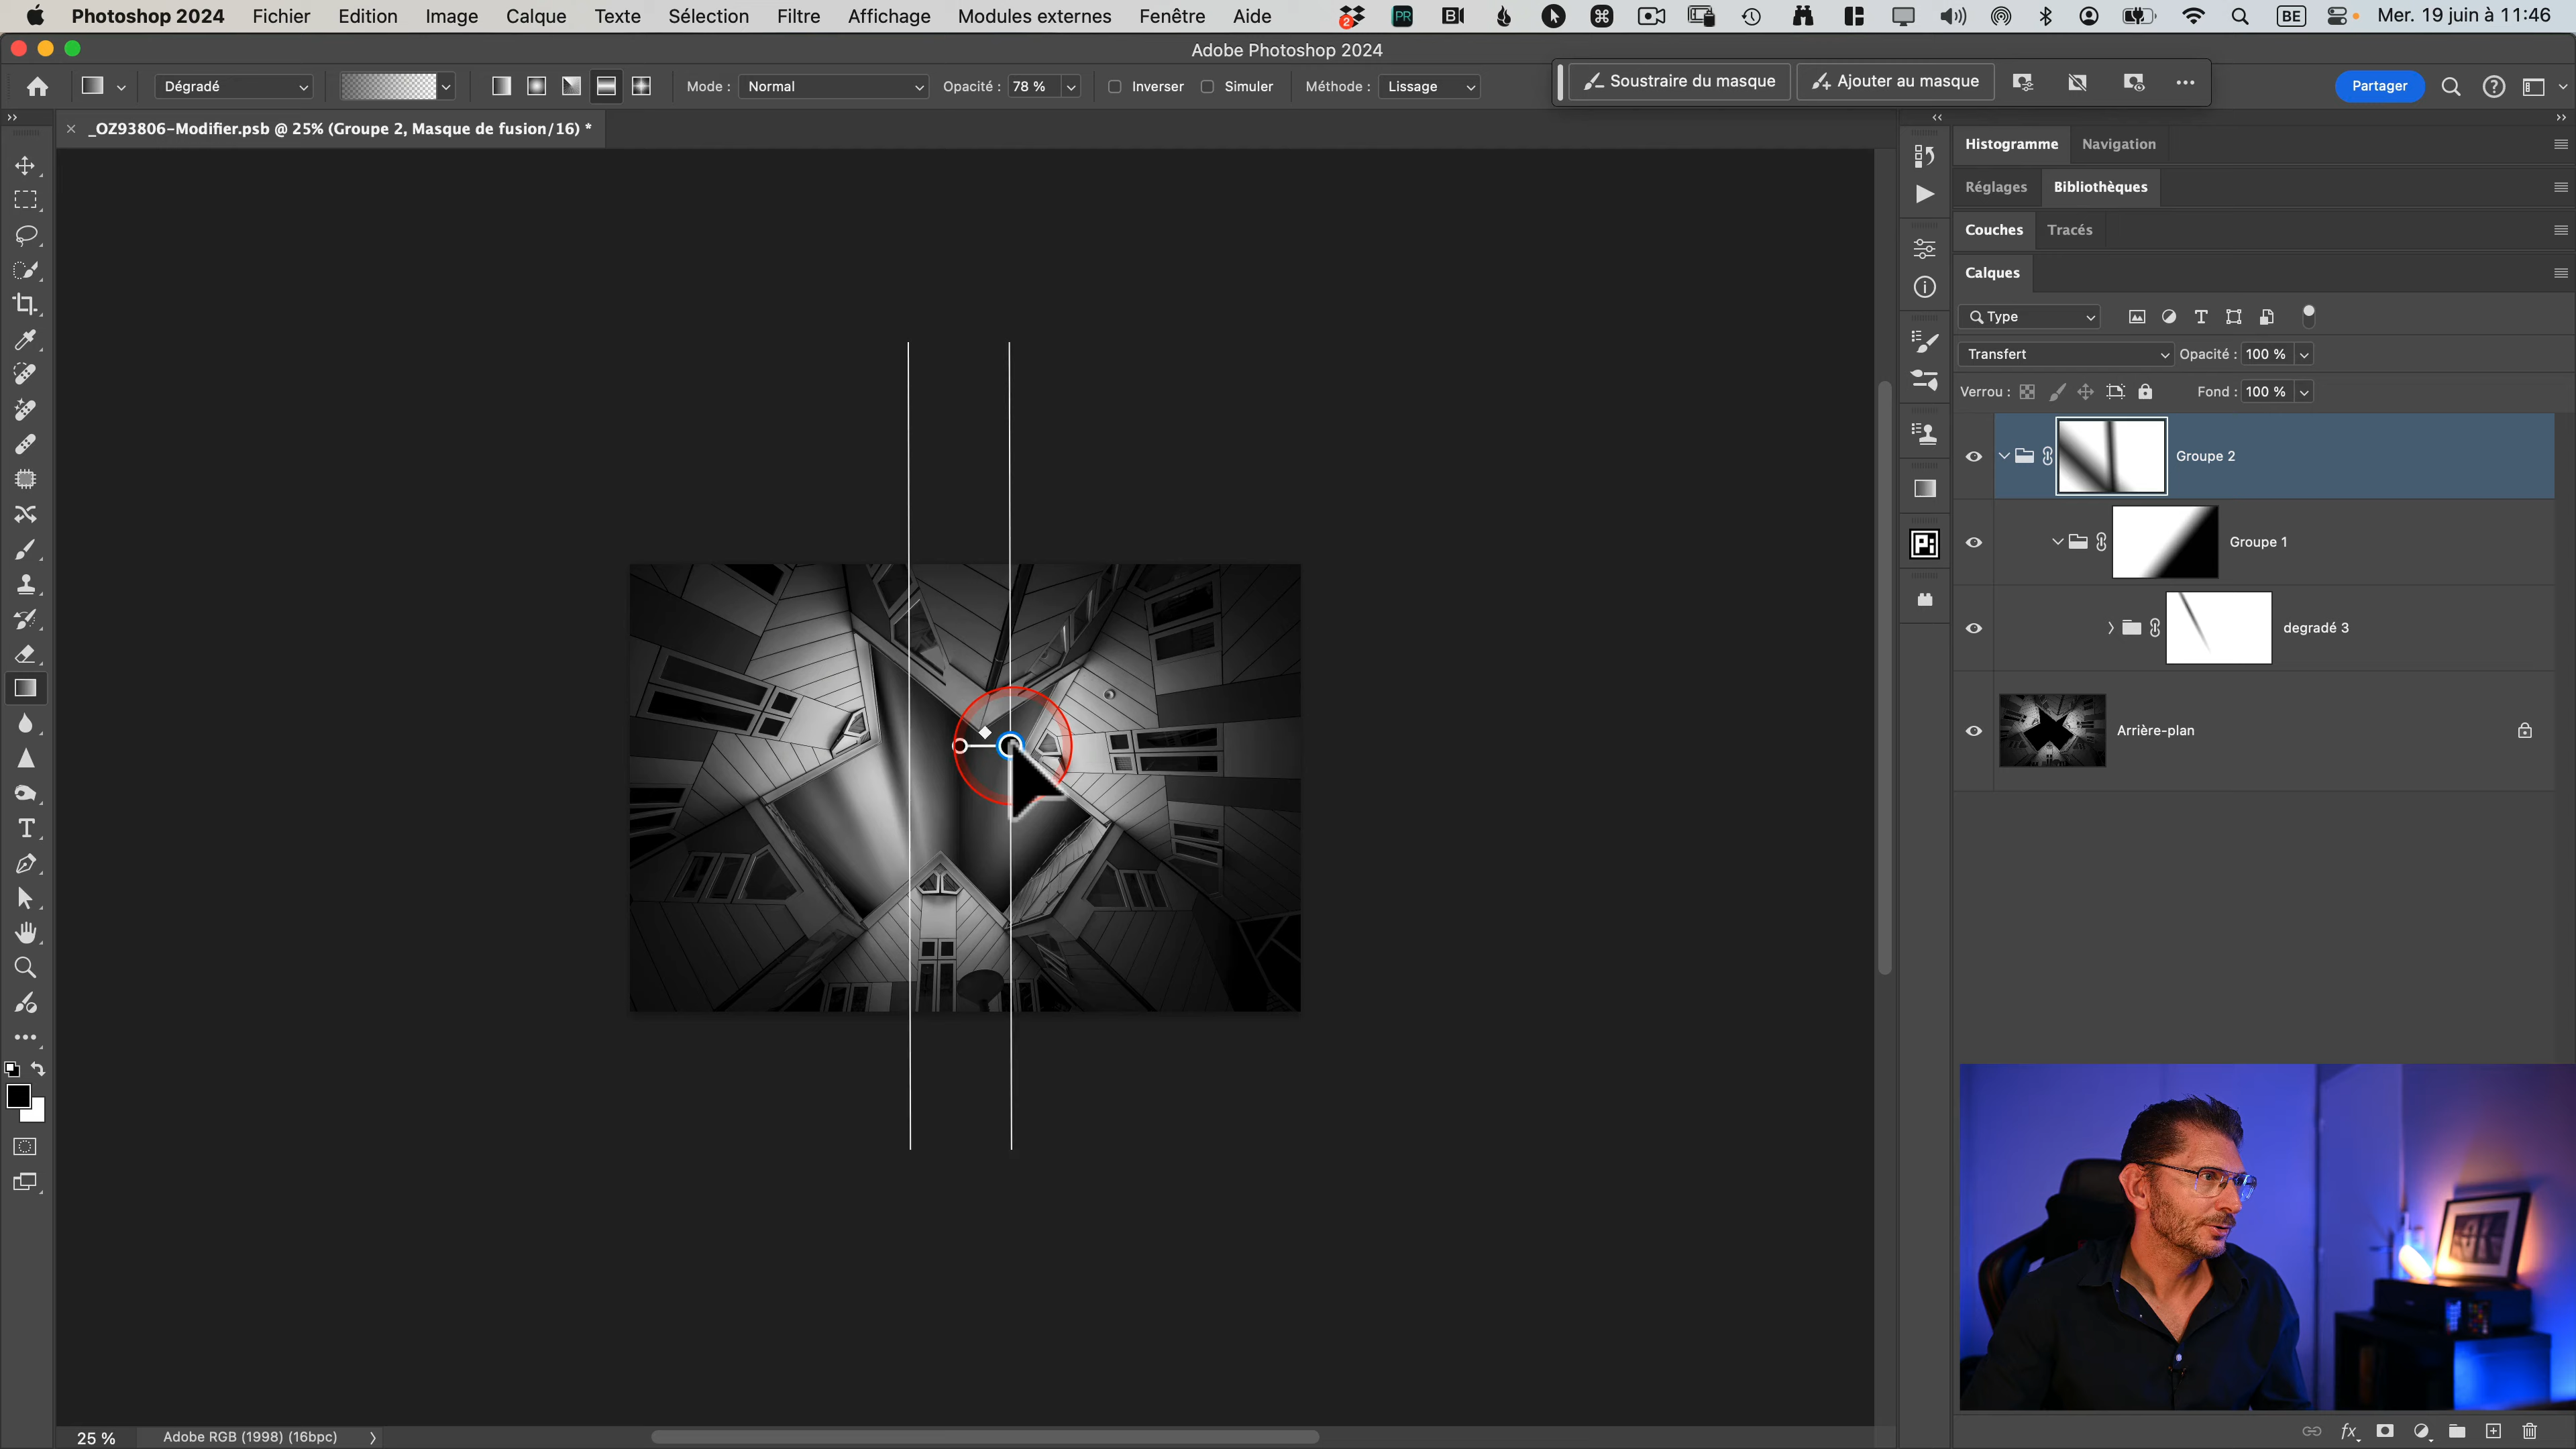 Photoshop 2024 Fichier Edition Image Calque Texte Sélection Filtre Affichage Modules externes Fenêtre Aide 2 PR BE Mer. 19 juin à 11:46
Adobe Photoshop 2024
Dégradé Mode : Normal Opacité : 78 % Inverser Simuler Méthode : Lissage Soustraire du masque Ajouter au masque Partager
_OZ93806-Modifier.psb @ 25% (Groupe 2, Masque de fusion/16) *
Histogramme Navigation
Réglages Bibliothèques
Couches Tracés
Calques
Type
Transfert Opacité : 100 %
Verrou : Fond : 100 %
Groupe 2
Groupe 1
degradé 3
Arrière-plan
Pi
25 % Adobe RGB (1998) (16bpc)
fx